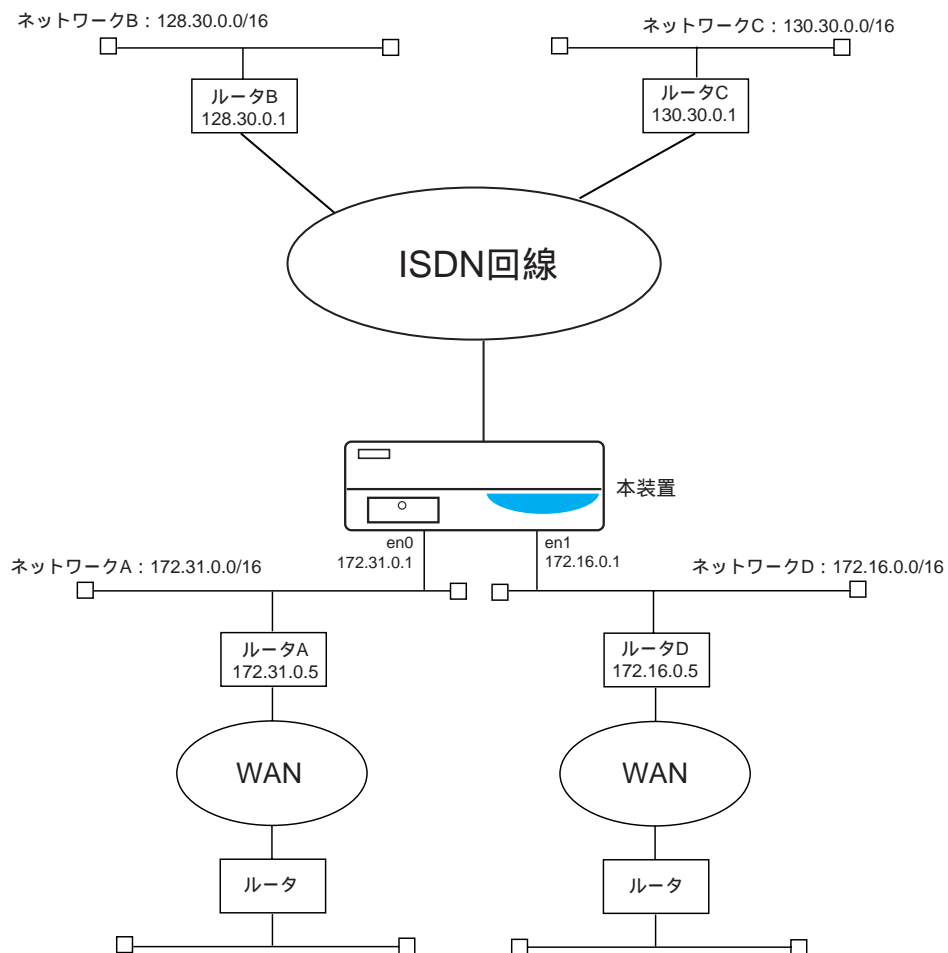 ネットワークB：128.30.0.0/16
ネットワークC：130.30.0.0/16
ルータB
128.30.0.1
ルータC
130.30.0.1
ISDN回線
本装置
en0
172.31.0.1
en1
172.16.0.1
ネットワークA：172.31.0.0/16
ネットワークD：172.16.0.0/16
ルータA
172.31.0.5
ルータD
172.16.0.5
WAN
WAN
ルータ
ルータ